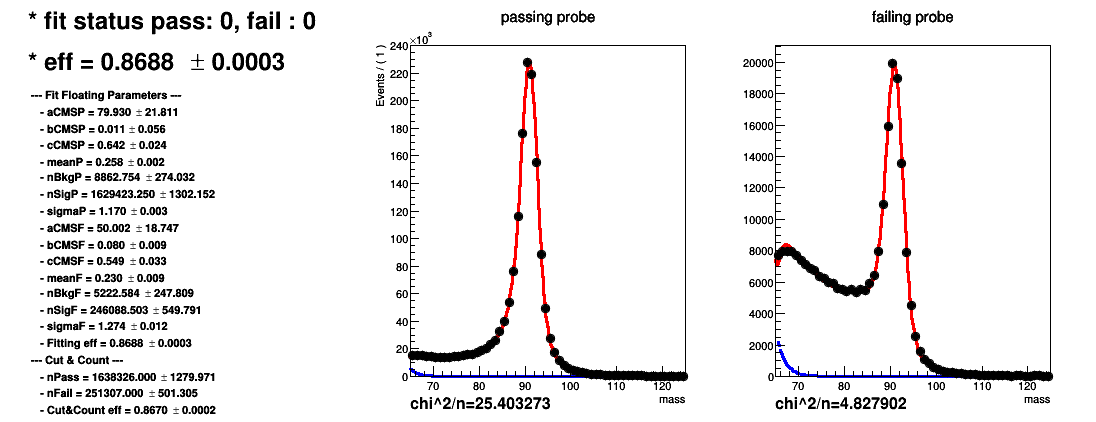 * fit status pass: 0, fail : 0
* eff = 0.8688 ± 0.0003
--- Fit Floating Parameters ---
- aCMSP = 79.930 ± 21.811
- bCMSP = 0.011 ± 0.056
- cCMSP = 0.642 ± 0.024
- meanP = 0.258 ± 0.002
- nBkgP = 8862.754 ± 274.032
- nSigP = 1629423.250 ± 1302.152
- sigmaP = 1.170 ± 0.003
- aCMSF = 50.002 ± 18.747
- bCMSF = 0.080 ± 0.009
- cCMSF = 0.549 ± 0.033
- meanF = 0.230 ± 0.009
- nBkgF = 5222.584 ± 247.809
- nSigF = 246088.503 ± 549.791
- sigmaF = 1.274 ± 0.012
- Fitting eff = 0.8688 ± 0.0003
--- Cut & Count ---
- nPass = 1638326.000 ± 1279.971
- nFail = 251307.000 ± 501.305
- Cut&Count eff = 0.8670 ± 0.0002
passing probe
×10³
Events / ( 1 )
240
220
200
180
160
140
120
100
80
60
40
20
0
70 80 90 100 110 120
mass
chi^2/n=25.403273
failing probe
20000
18000
16000
14000
12000
10000
8000
6000
4000
2000
0
70 80 90 100 110 120
mass
chi^2/n=4.827902